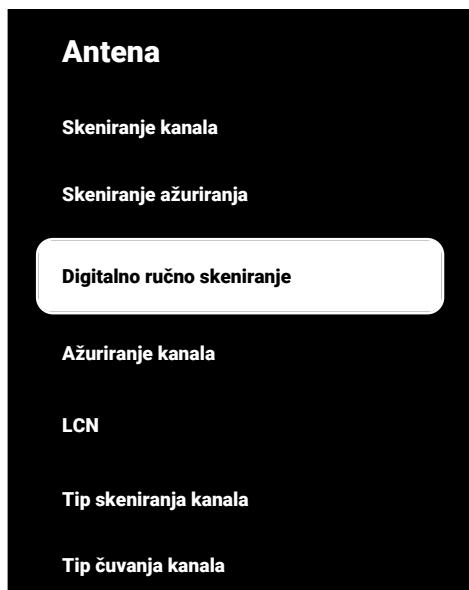 Antena
Skeniranje kanala
Skeniranje ažuriranja
Digitalno ručno skeniranje
Ažuriranje kanala
LCN
Tip skeniranja kanala
Tip čuvanja kanala